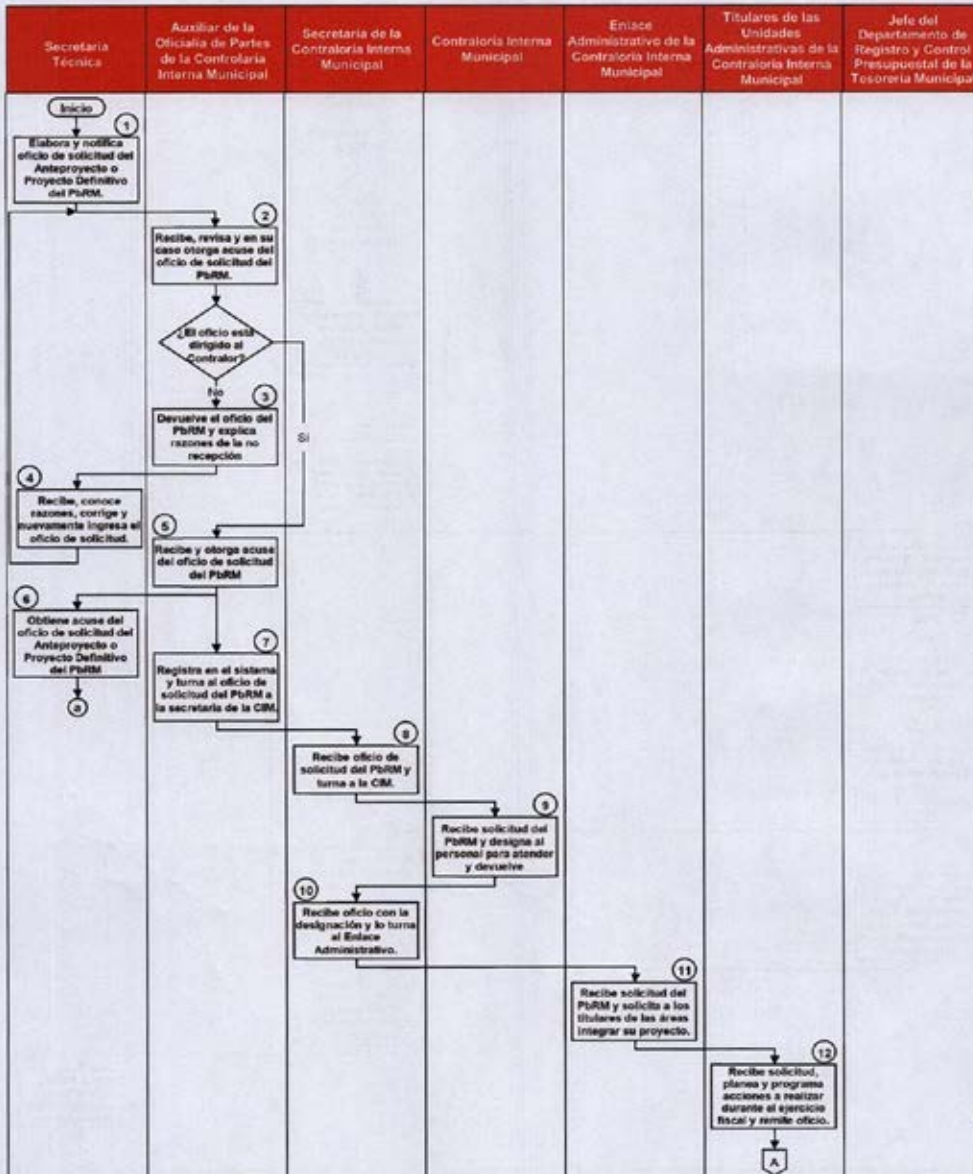 Secretaría
Técnica
Auxiliar de la
Oficialía de Partes
de la Controlaría
Interna Municipal
Secretaria de la
Contraloría Interna
Municipal
Contraloría Interna
Municipal
Enlace
Administrativo de la
Contraloría Interna
Municipal
Titulares de las
Unidades
Administrativas de la
Contraloría Interna
Municipal
Jefe del
Departamento de
Registro y Control
Presupuestal de la
Tesorería Municipal
Inicio
1
Elabora y notifica
oficio de solicitud del
Anteproyecto o
Proyecto Definitivo
del PbRM.
2
Recibe, revisa y en su
caso otorga acuse del
oficio de solicitud del
PbRM.
¿El oficio está
dirigido al
Contralor?
No
Sí
3
Devuelve el oficio del
PbRM y explica
razones de la no
recepción
4
Recibe, conoce
razones, corrige y
nuevamente ingresa el
oficio de solicitud.
5
Recibe y otorga acuse
del oficio de solicitud
del PbRM
6
Obtiene acuse del
oficio de solicitud del
Anteproyecto o
Proyecto Definitivo
del PbRM
a
7
Registra en el sistema
y turna al oficio de
solicitud del PbRM a
la secretaria de la CIM.
8
Recibe oficio de
solicitud del PbRM y
turna a la CIM.
9
Recibe solicitud del
PbRM y designa al
personal para atender
y devuelve
10
Recibe oficio con la
designación y lo turna
al Enlace
Administrativo.
11
Recibe solicitud del
PbRM y solicita a los
titulares de las áreas
integrar su proyecto.
12
Recibe solicitud,
planea y programa
acciones a realizar
durante el ejercicio
fiscal y remite oficio.
A